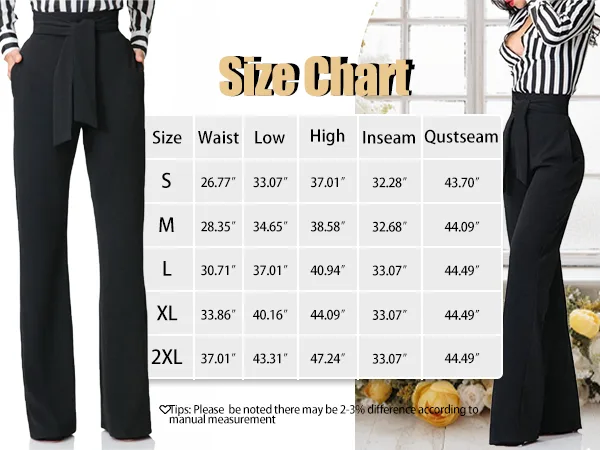 Size Chart
Size Waist Low High Inseam Qustseam
S 26.77″ 33.07″ 37.01″ 32.28″ 43.70″
M 28.35″ 34.65″ 38.58″ 32.68″ 44.09″
L 30.71″ 37.01″ 40.94″ 33.07″ 44.49″
XL 33.86″ 40.16″ 44.09″ 33.07″ 44.49″
2XL 37.01″ 43.31″ 47.24″ 33.07″ 44.49″
♡Tips: Please be noted there may be 2-3% difference according to
manual measurement